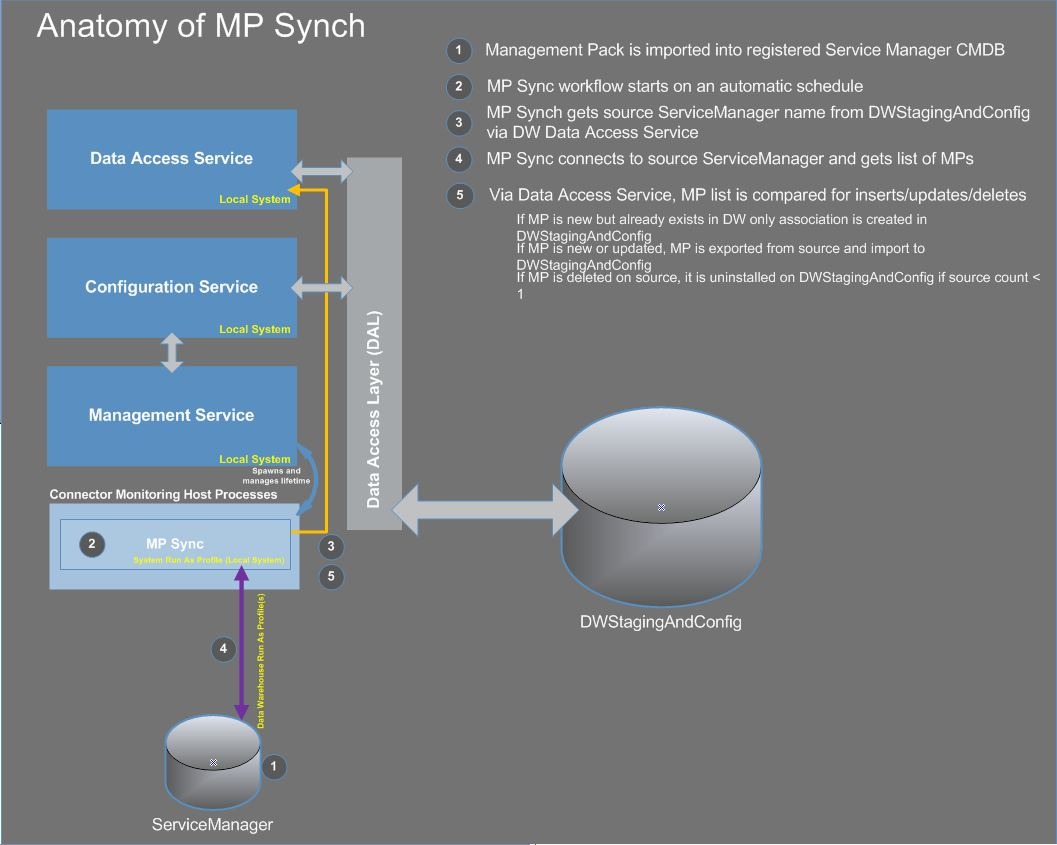 Anatomy of MP Synch
1 Management Pack is imported into registered Service Manager CMDB
2 MP Sync workflow starts on an automatic schedule
3 MP Synch gets source ServiceManager name from DWStagingAndConfig
via DW Data Access Service
4 MP Sync connects to source ServiceManager and gets list of MPs
5 Via Data Access Service, MP list is compared for inserts/updates/deletes
If MP is new but already exists in DW only association is created in
DWStagingAndConfig
If MP is new or updated, MP is exported from source and import to
DWStagingAndConfig
If MP is deleted on source, it is uninstalled on DWStagingAndConfig if source count <
1
Data Access Service
Local System
Configuration Service
Local System
Management Service
Local System
Spawns and
manages lifetime
Connector Monitoring Host Processes
2 MP Sync
System Run As Profile (Local System)
3
5
Data Access Layer (DAL)
4
Data Warehouse Run As Profile(s)
1
ServiceManager
DWStagingAndConfig